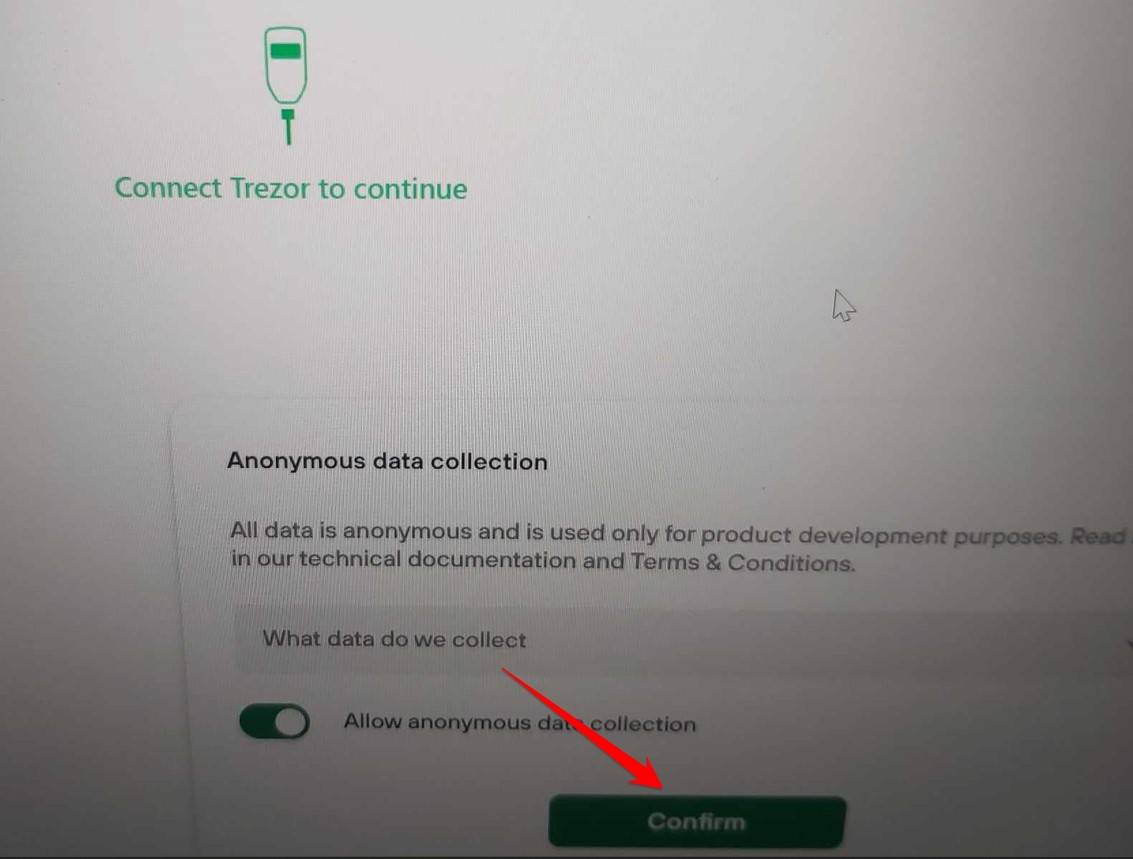 Connect Trezor to continue
Anonymous data collection
All data is anonymous and is used only for product development purposes. Read
in our technical documentation and Terms & Conditions.
What data do we collect
Allow anonymous data collection
Confirm